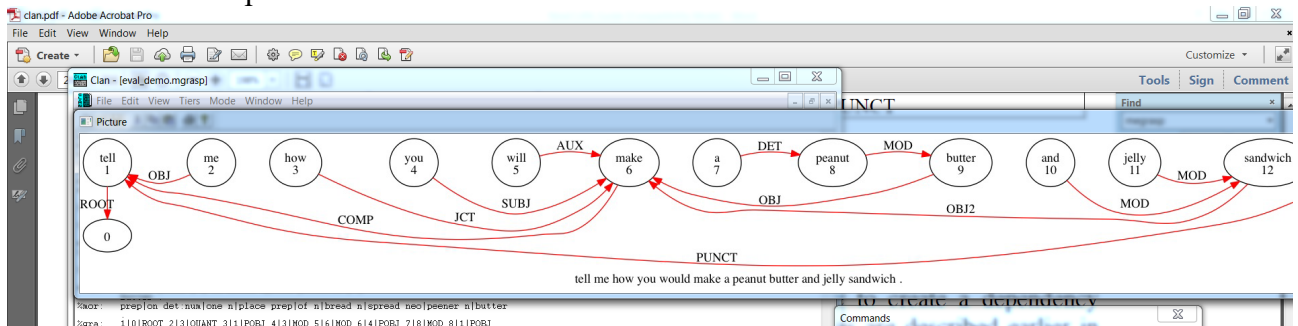 clan.pdf - Adobe Acrobat Pro
File Edit View Window Help
Create
Customize
Tools Sign Comment
Clan - [eval_demo.mgrasp]
File Edit View Tiers Mode Window Help
UNCT
Find
Picture
tell me how you will make a peanut butter and jelly sandwich
1 2 3 4 5 6 7 8 9 10 11 12
AUX DET MOD
OBJ MOD
ROOT SUBJ OBJ OBJ2 MOD
COMP JCT
0
PUNCT
tell me how you would make a peanut butter and jelly sandwich .
%mor: prep|on det:num|one n|place prep|of n|bread n|spread neo|peener n|butter
to create a dependency
%gra: 1|0|ROOT 2|3|QUANT 3|1|POBJ 4|3|MOD 5|6|MOD 6|4|POBJ 7|8|MOD 8|1|POBJ
Commands